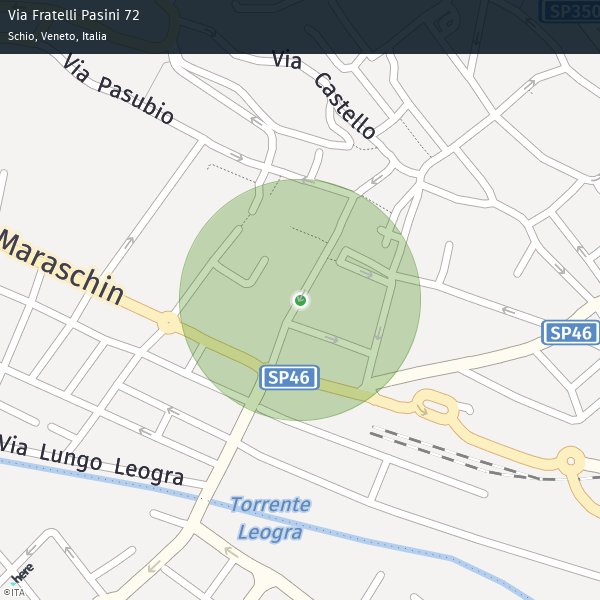 Via Fratelli Pasini 72
Schio, Veneto, Italia
SP350
Via Castello
Via Pasubio
Maraschin
SP46
SP46
Via Lungo Leogra
Torrente
Leogra
here
©ITA